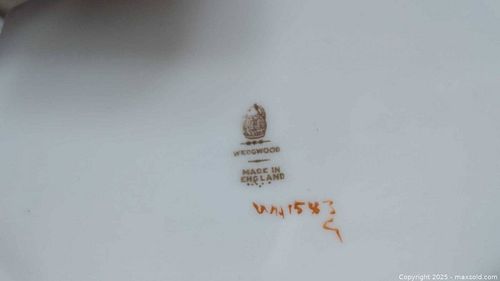 WEDGWOOD
MADE IN
ENGLAND
Copyright © 2025 - maxsold.com